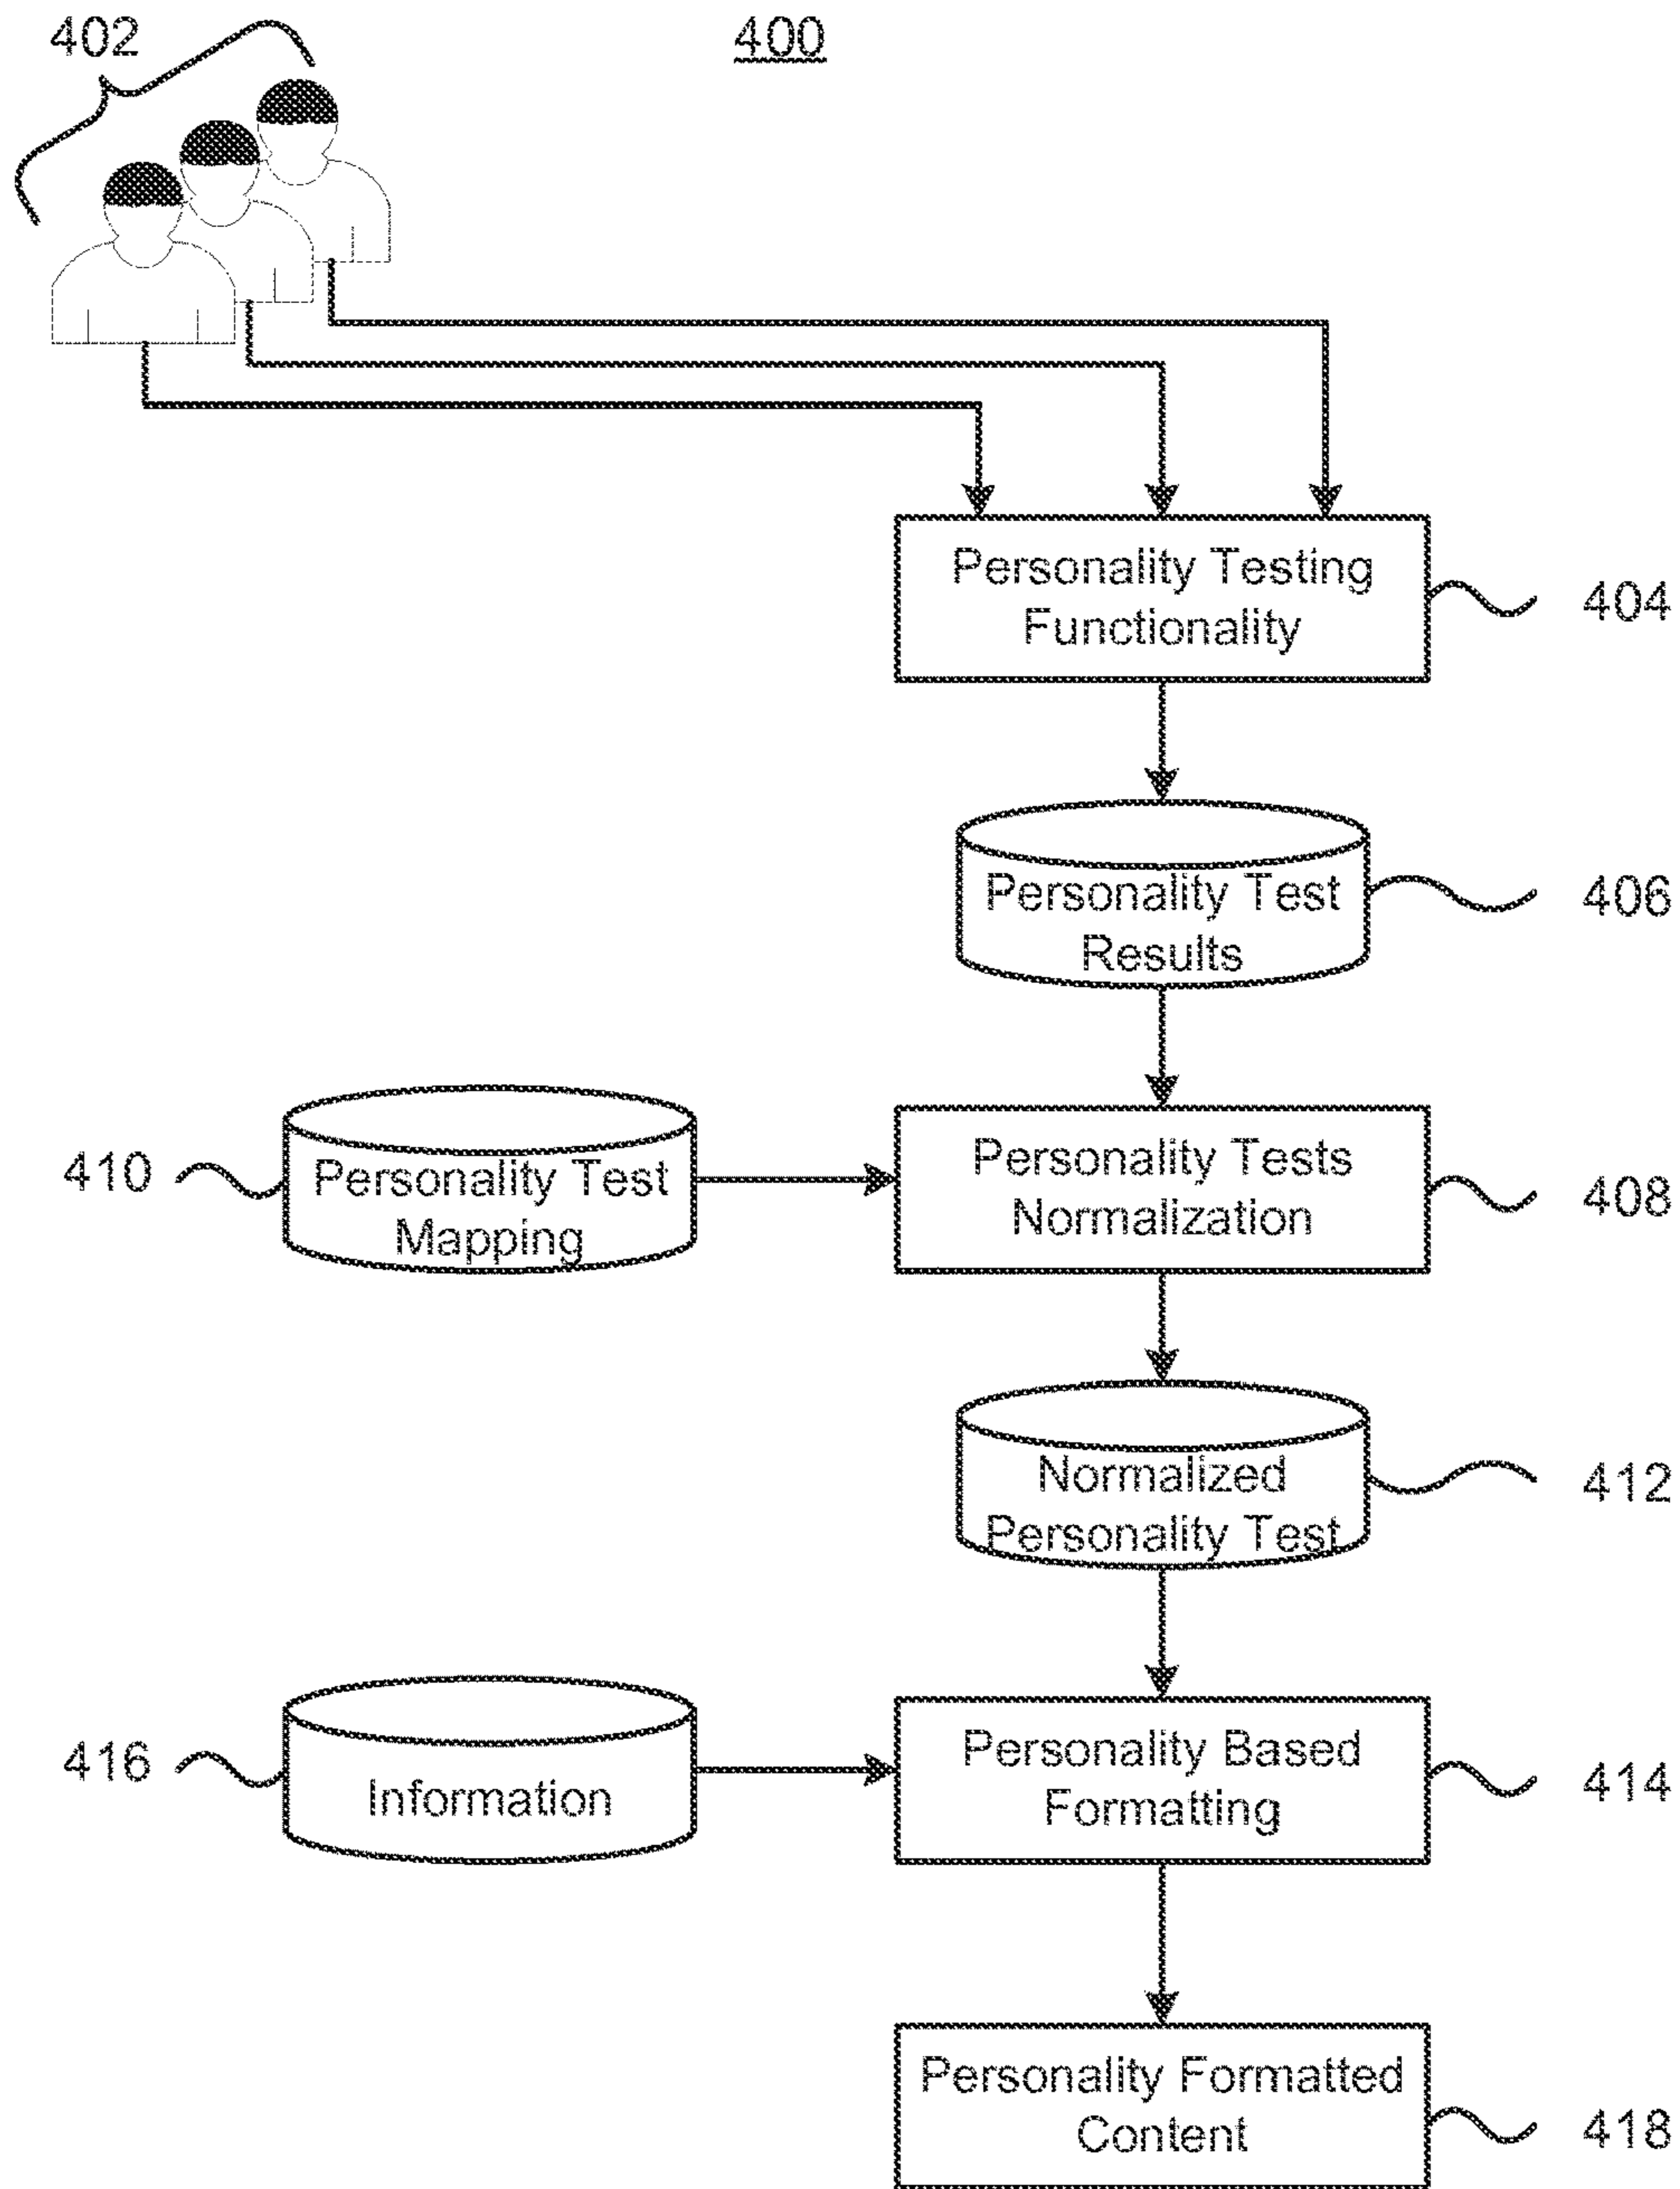 402
400
Personality Testing
Functionality
404
Personality Test
Results
406
410
Personality Test
Mapping
Personality Tests
Normalization
408
Normalized
Personality Test
412
416
Information
Personality Based
Formatting
414
Personality Formatted
Content
418